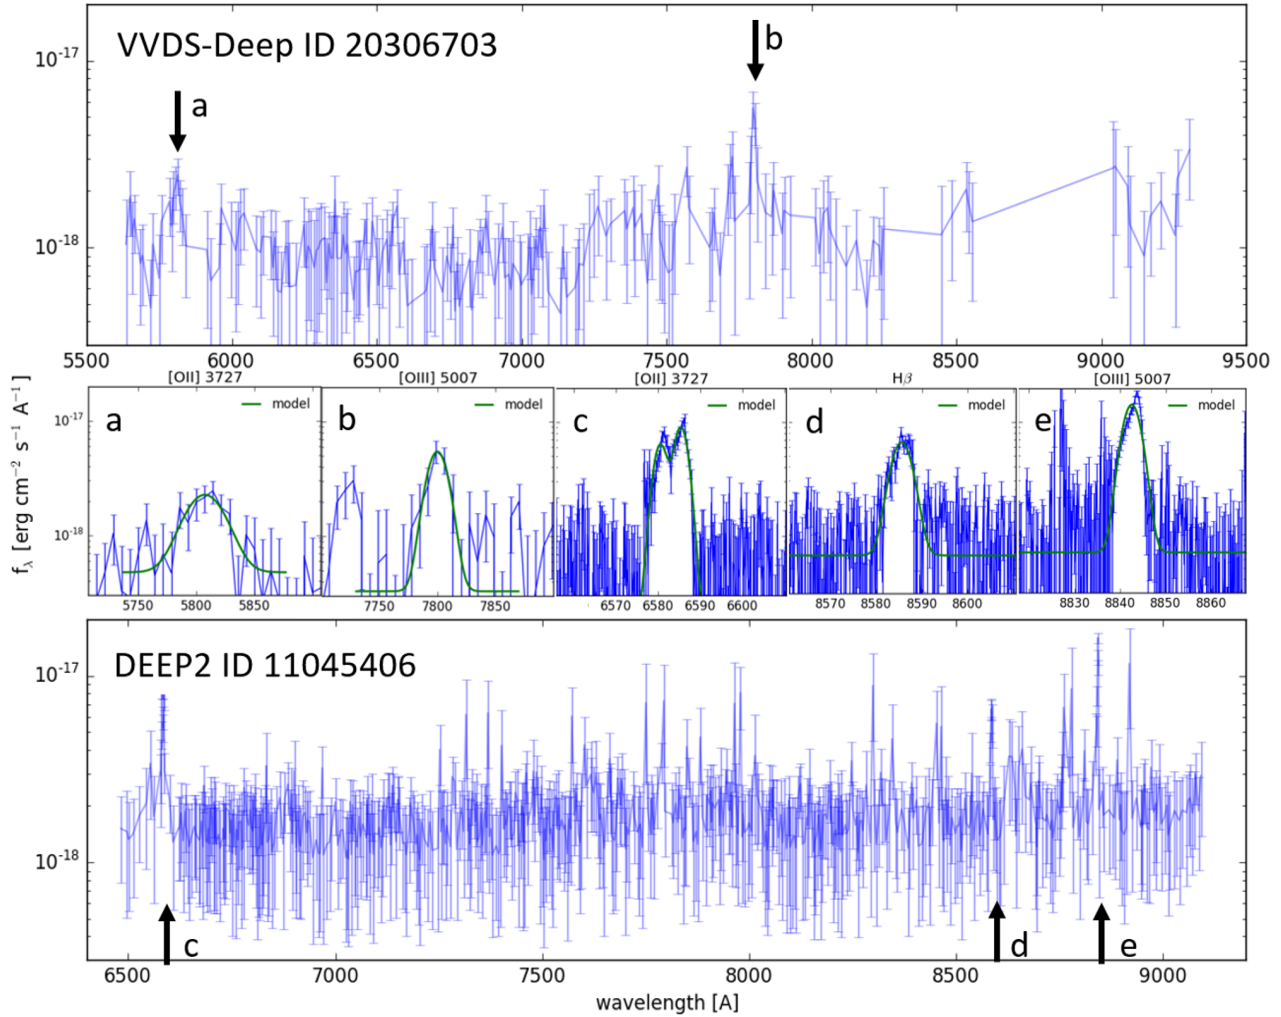 VVDS-Deep ID 20306703
a
b
10⁻¹⁷
10⁻¹⁸
5500 6000 6500 7000 7500 8000 8500 9000 9500
[OII] 3727 [OIII] 5007 [OII] 3727 Hβ [OIII] 5007
a model b model c model d model e model
10⁻¹⁷
10⁻¹⁸
5750 5800 5850 7750 7800 7850 6570 6580 6590 6600 8570 8580 8590 8600 8830 8840 8850 8860
f_λ [erg cm⁻² s⁻¹ A⁻¹]
DEEP2 ID 11045406
10⁻¹⁷
10⁻¹⁸
c d e
6500 7000 7500 8000 8500 9000
wavelength [A]